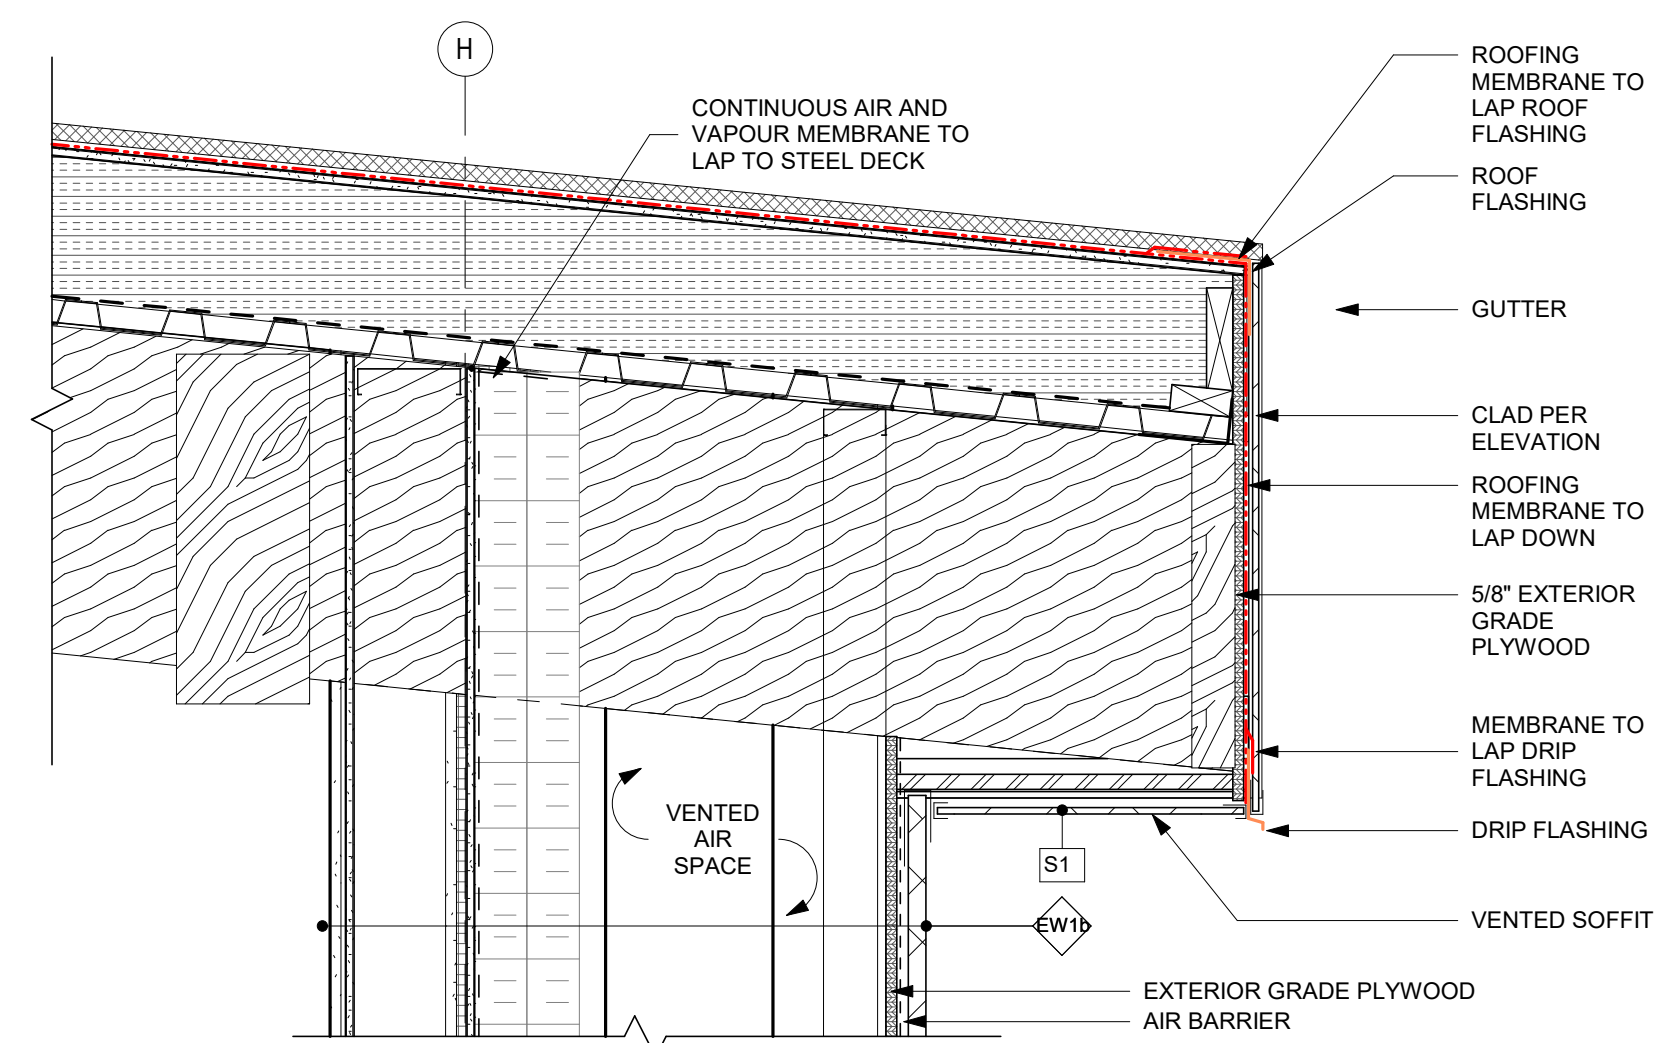 H
CONTINUOUS AIR AND
VAPOUR MEMBRANE TO
LAP TO STEEL DECK
ROOFING
MEMBRANE TO
LAP ROOF
FLASHING
ROOF
FLASHING
GUTTER
CLAD PER
ELEVATION
ROOFING
MEMBRANE TO
LAP DOWN
5/8" EXTERIOR
GRADE
PLYWOOD
MEMBRANE TO
LAP DRIP
FLASHING
DRIP FLASHING
VENTED
AIR
SPACE
S1
VENTED SOFFIT
EW1b
EXTERIOR GRADE PLYWOOD
AIR BARRIER